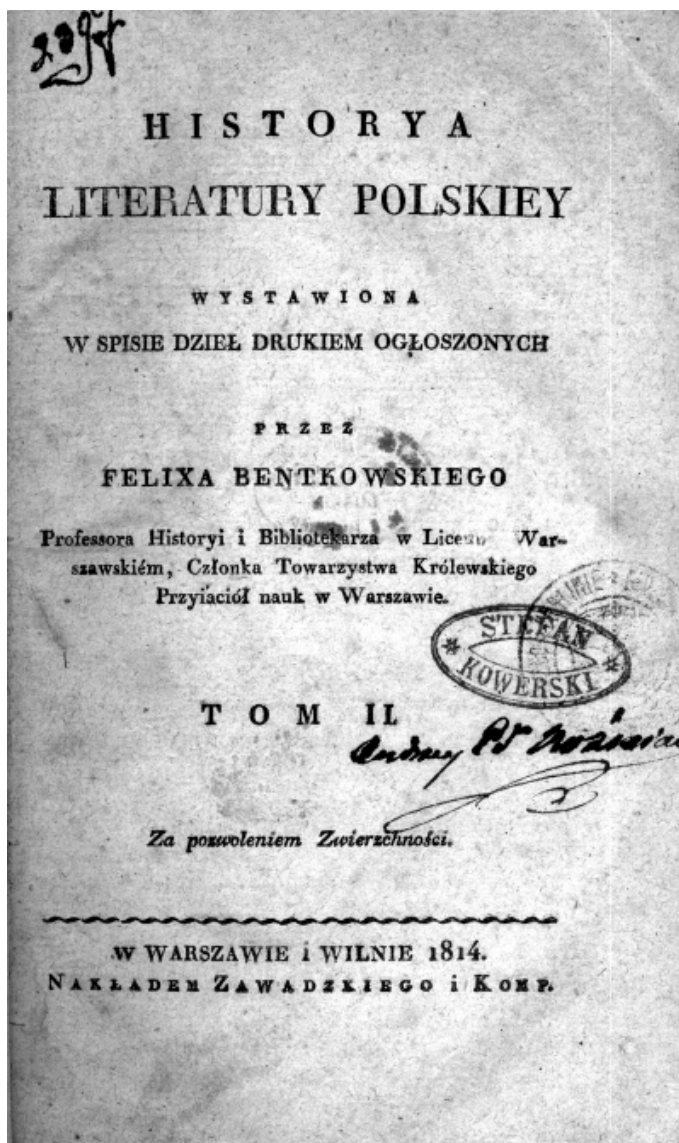 HISTORYA
LITERATURY POLSKIEY
WYSTAWIONA
W SPISIE DZIEŁ DRUKIEM OGŁOSZONYCH
PRZEZ
FELIXA BENTKOWSKIEGO
Professora Historyi i Bibliotekarza w War-
szawskiém, Członka Towarzystwa Królewskiego
Przyiaciół nauk w Warszawie.
STEFAN
KOWERSKI
TOM II.
Za pozwoleniem Zwierzchności.
W WARSZAWIE i WILNIE 1814.
NAKŁADEM ZAWADZKIEGO i KOMP.